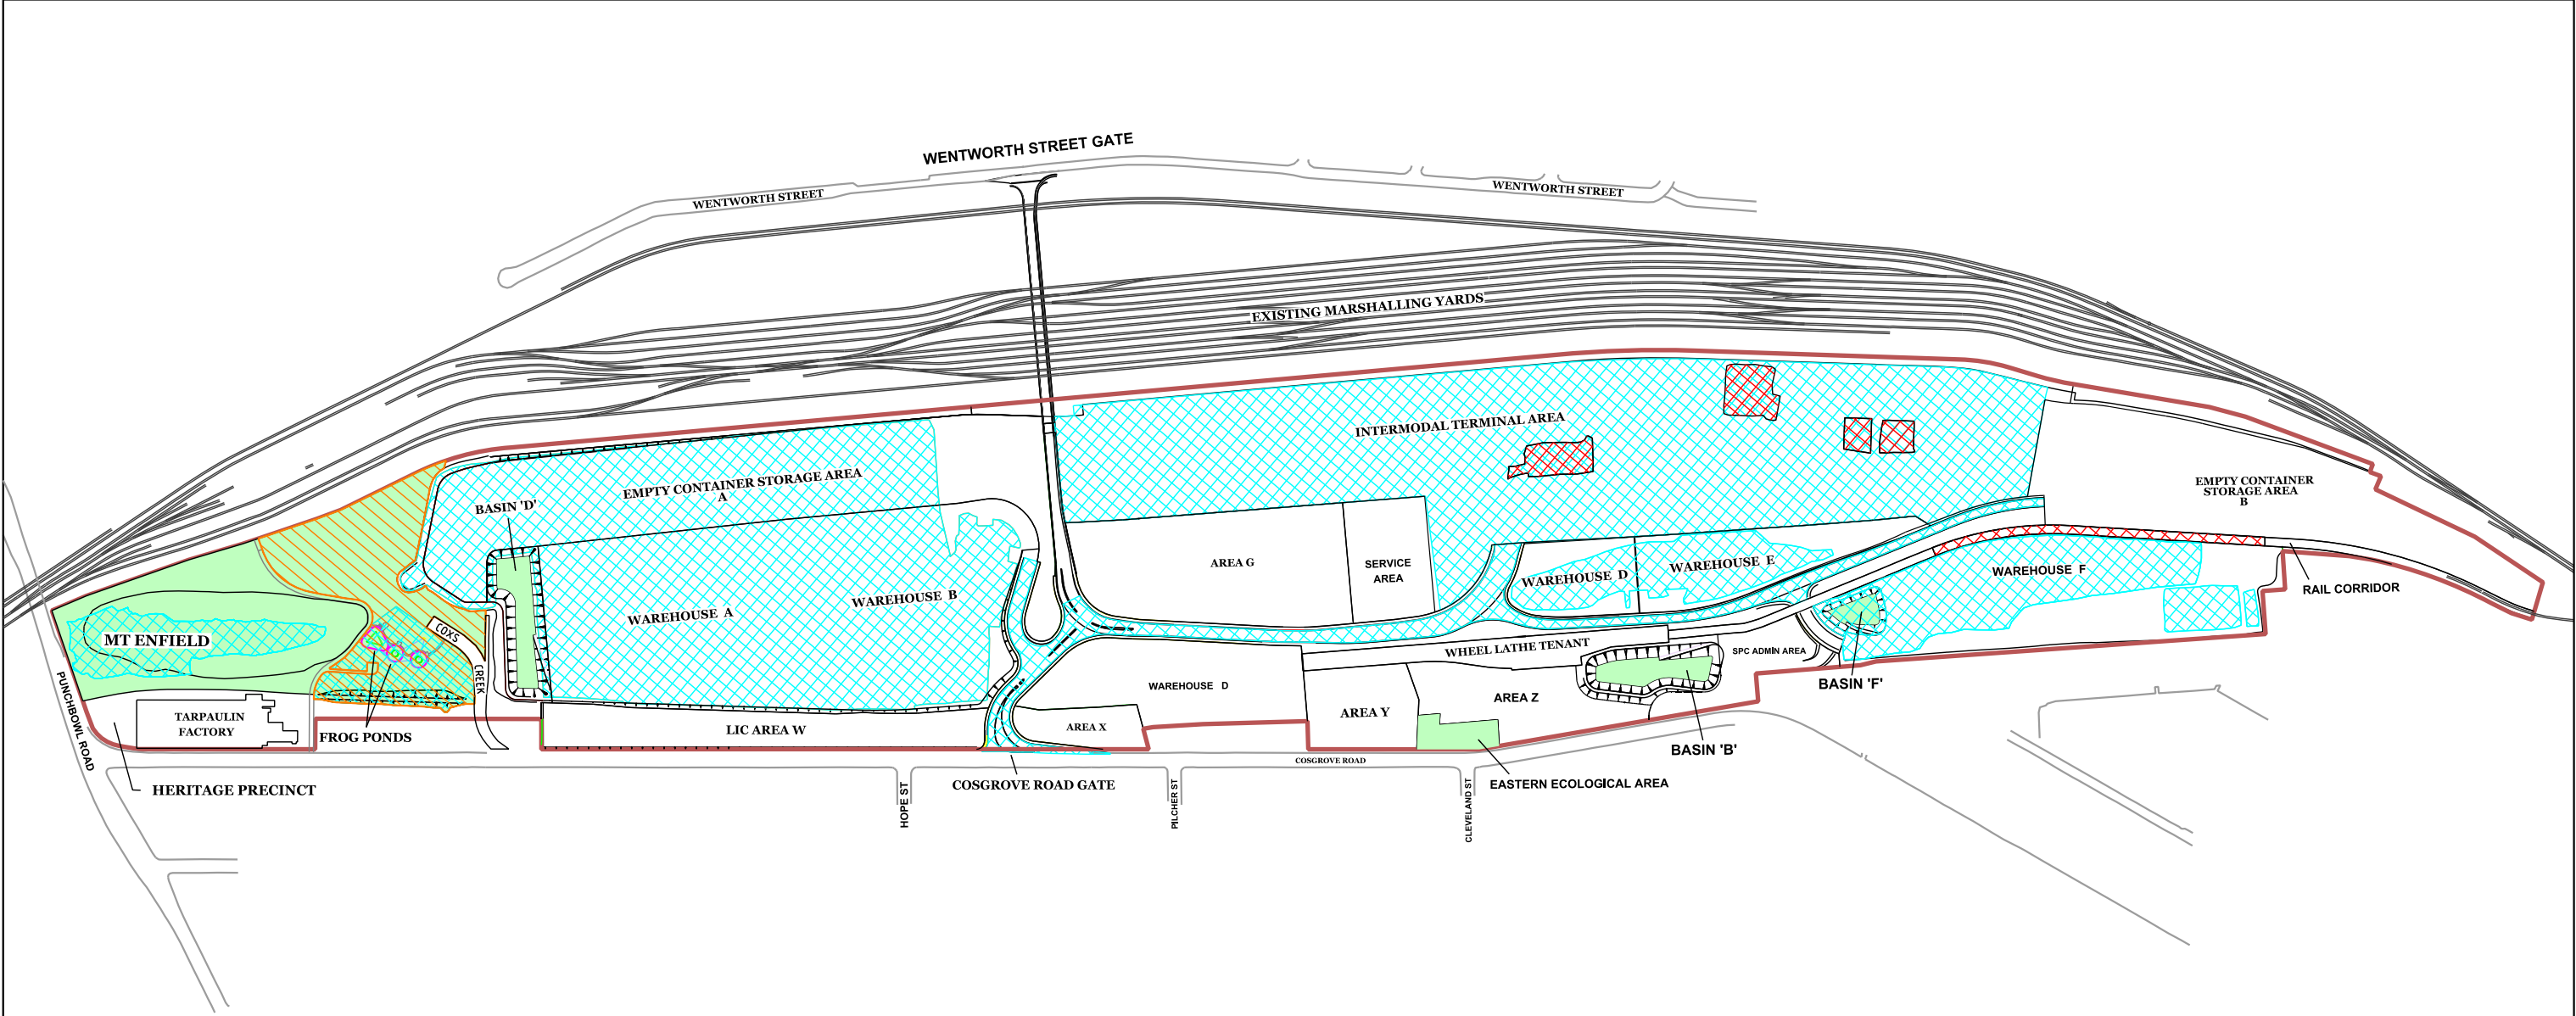 WENTWORTH STREET GATE
WENTWORTH STREET
WENTWORTH STREET
EXISTING MARSHALLING YARDS
INTERMODAL TERMINAL AREA
EMPTY CONTAINER STORAGE AREA
A
EMPTY CONTAINER
STORAGE AREA
B
BASIN 'D'
AREA G
SERVICE
AREA
WAREHOUSE D
WAREHOUSE E
WAREHOUSE F
RAIL CORRIDOR
WAREHOUSE A
WAREHOUSE B
MT ENFIELD
COXS
CREEK
WHEEL LATHE TENANT
SPC ADMIN AREA
BASIN 'F'
WAREHOUSE D
AREA Z
AREA Y
AREA X
LIC AREA W
TARPAULIN
FACTORY
FROG PONDS
PUNCHBOWL ROAD
BASIN 'B'
COSGROVE ROAD
HERITAGE PRECINCT
COSGROVE ROAD GATE
EASTERN ECOLOGICAL AREA
HOPE ST
PILCHER ST
CLEVELAND ST